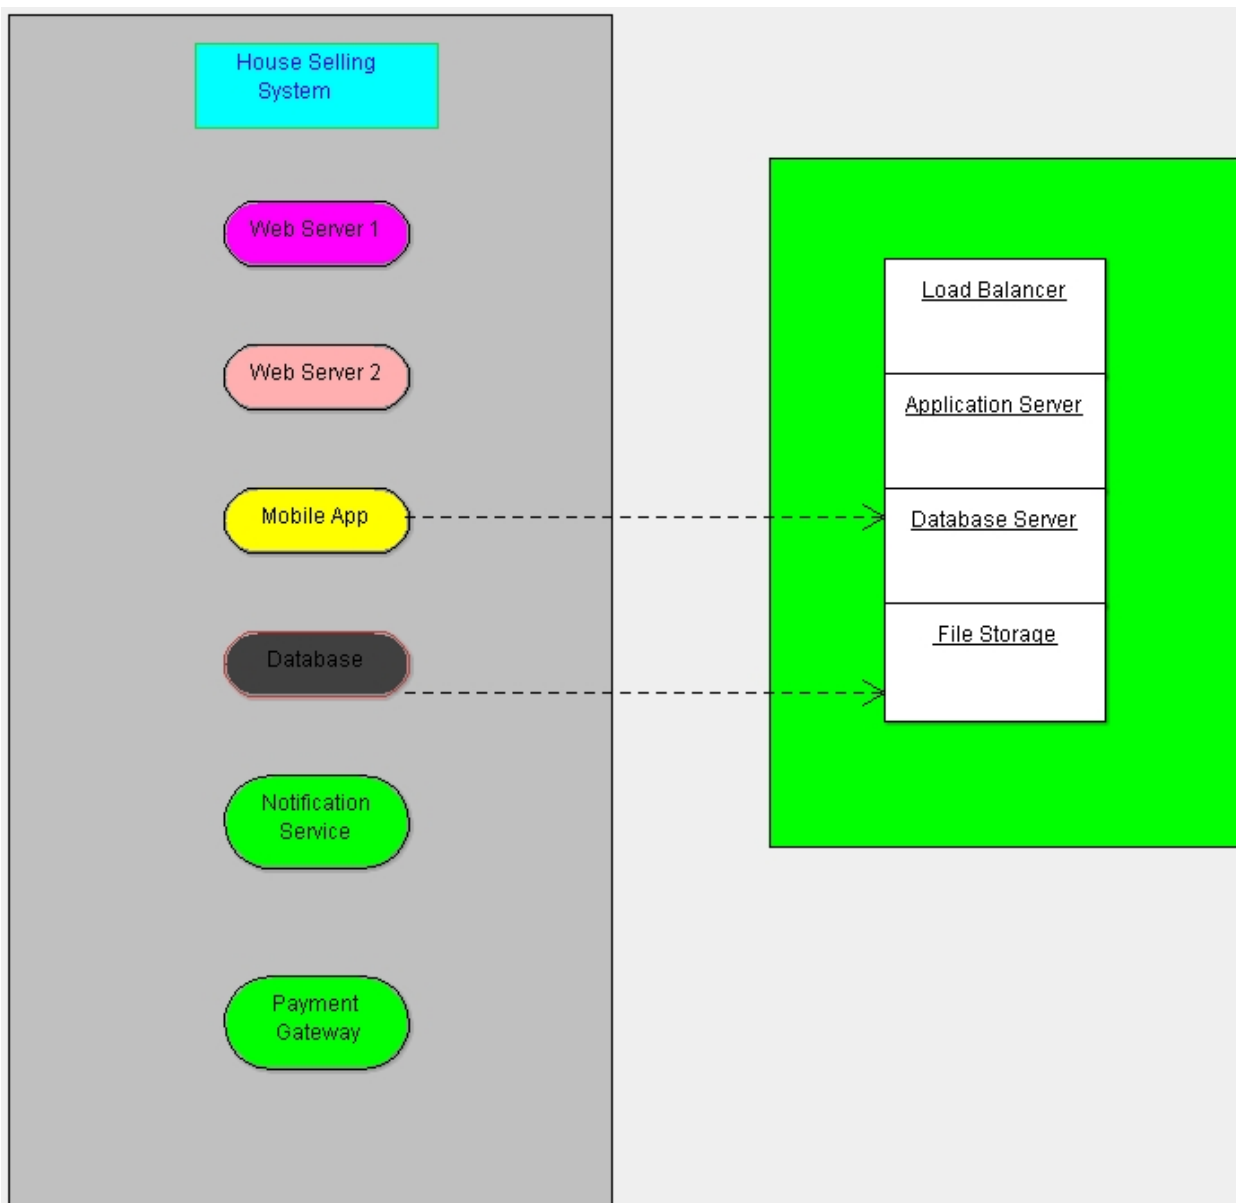 House Selling
System
Web Server 1
Web Server 2
Mobile App
Database
Notification
Service
Payment
Gateway
Load Balancer
Application Server
Database Server
File Storage